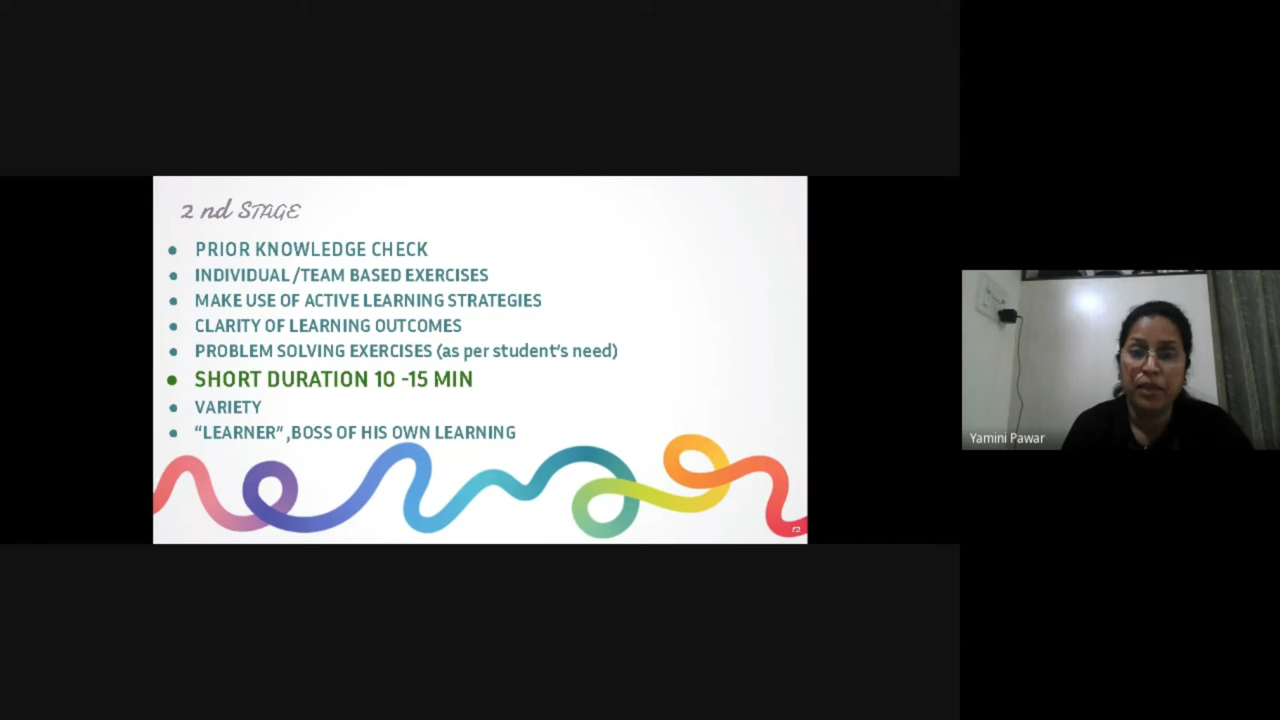 2 nd STAGE
● PRIOR KNOWLEDGE CHECK
● INDIVIDUAL/TEAM BASED EXERCISES
● MAKE USE OF ACTIVE LEARNING STRATEGIES
● CLARITY OF LEARNING OUTCOMES
● PROBLEM SOLVING EXERCISES (as per student's need)
● SHORT DURATION 10 -15 MIN
● VARIETY
● “LEARNER” ,BOSS OF HIS OWN LEARNING
12
Yamini Pawar